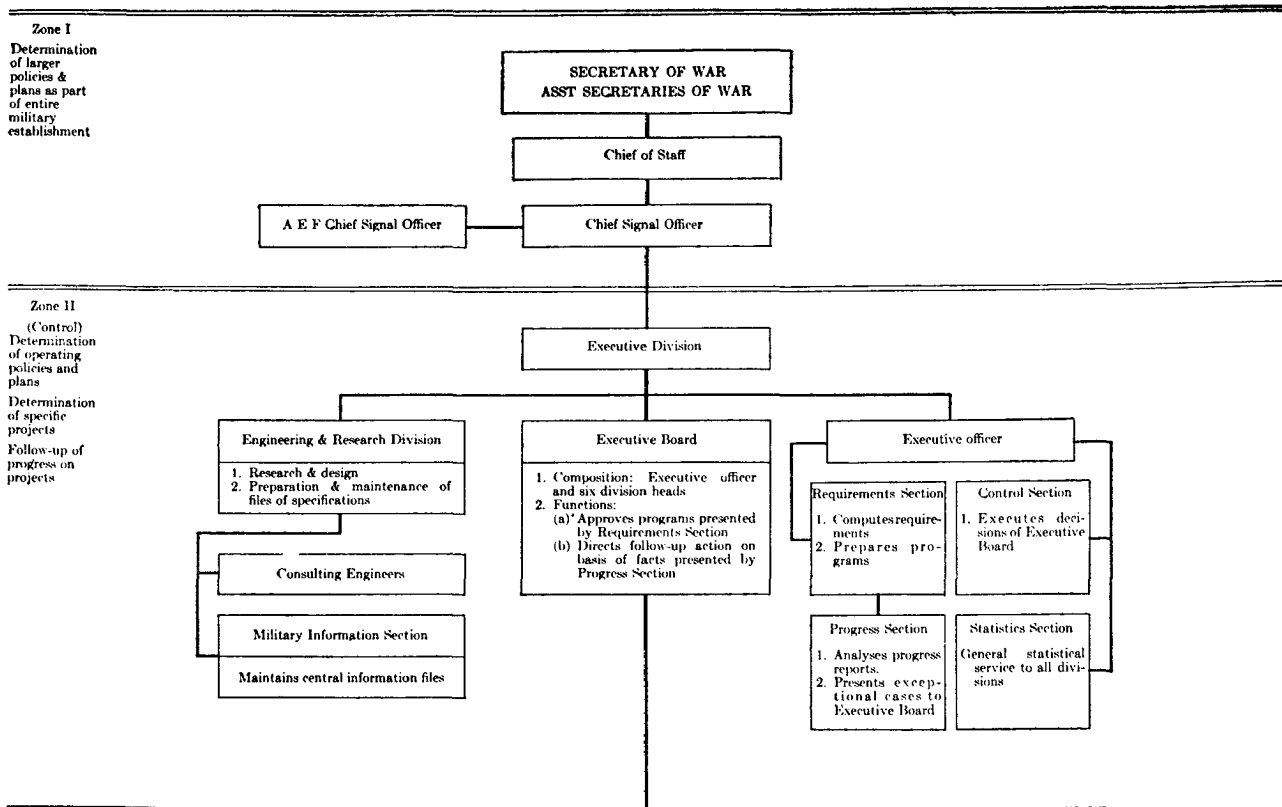 Zone I
Determination
of larger
policies &
plans as part
of entire
military
establishment
SECRETARY OF WAR
ASST SECRETARIES OF WAR
Chief of Staff
A E F Chief Signal Officer
Chief Signal Officer
Zone II
(Control)
Determination
of operating
policies and
plans
Determination
of specific
projects
Follow-up of
progress on
projects
Executive Division
Engineering & Research Division
1. Research & design
2. Preparation & maintenance of
files of specifications
Consulting Engineers
Military Information Section
Maintains central information files
Executive Board
1. Composition: Executive officer
and six division heads
2. Functions:
(a) Approves programs presented
by Requirements Section
(b) Directs follow-up action on
basis of facts presented by
Progress Section
Executive officer
Requirements Section
1. Computes require-
ments
2. Prepares pro-
grams
Control Section
1. Executes deci-
sions of Executive
Board
Progress Section
1. Analyses progress
reports.
2. Presents excep-
tional cases to
Executive Board
Statistics Section
General statistical
service to all divi-
sions